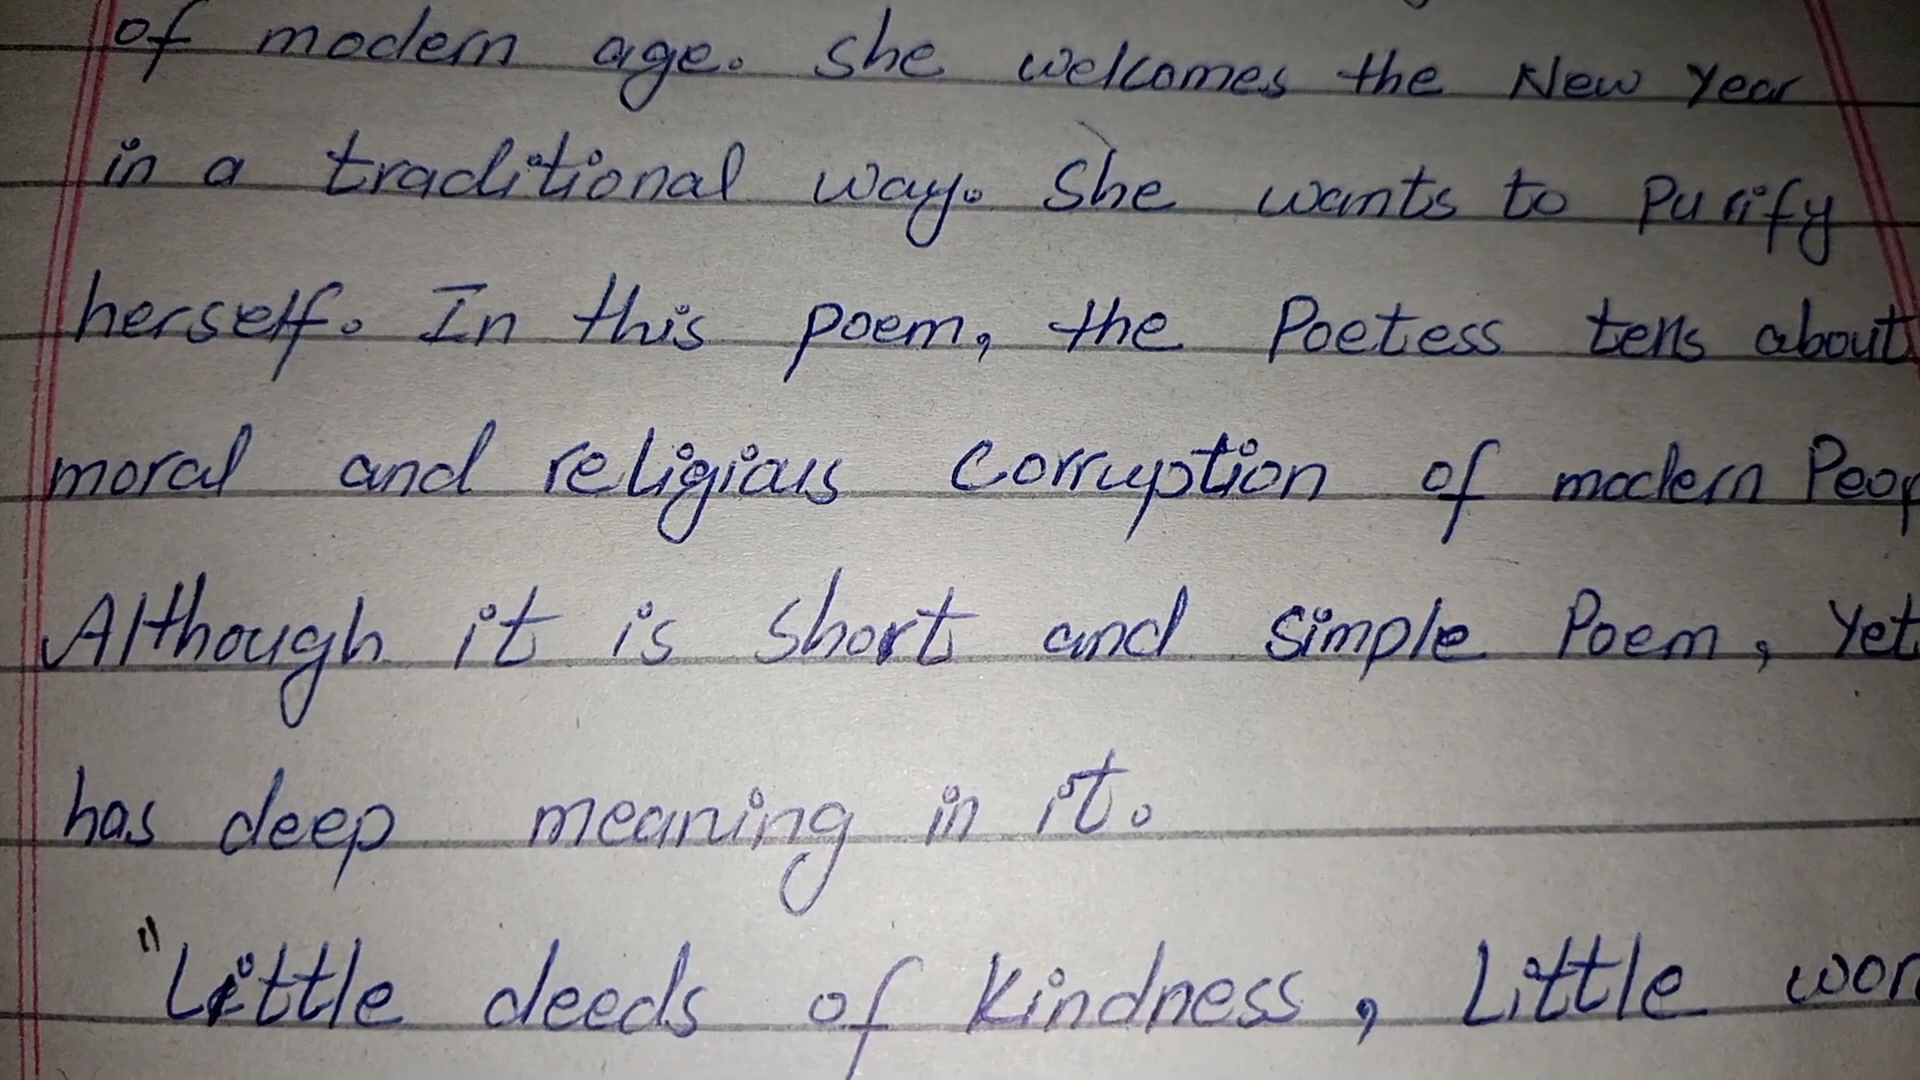 of modern age. She welcomes the New Year
in a traditional way. She wants to Purify
herself. In this poem, the Poetess tells about
moral and religious corruption of modern Peop
Although it is short and simple Poem, Yet
has deep meaning in it.
"Little deeds of Kindness, Little wor